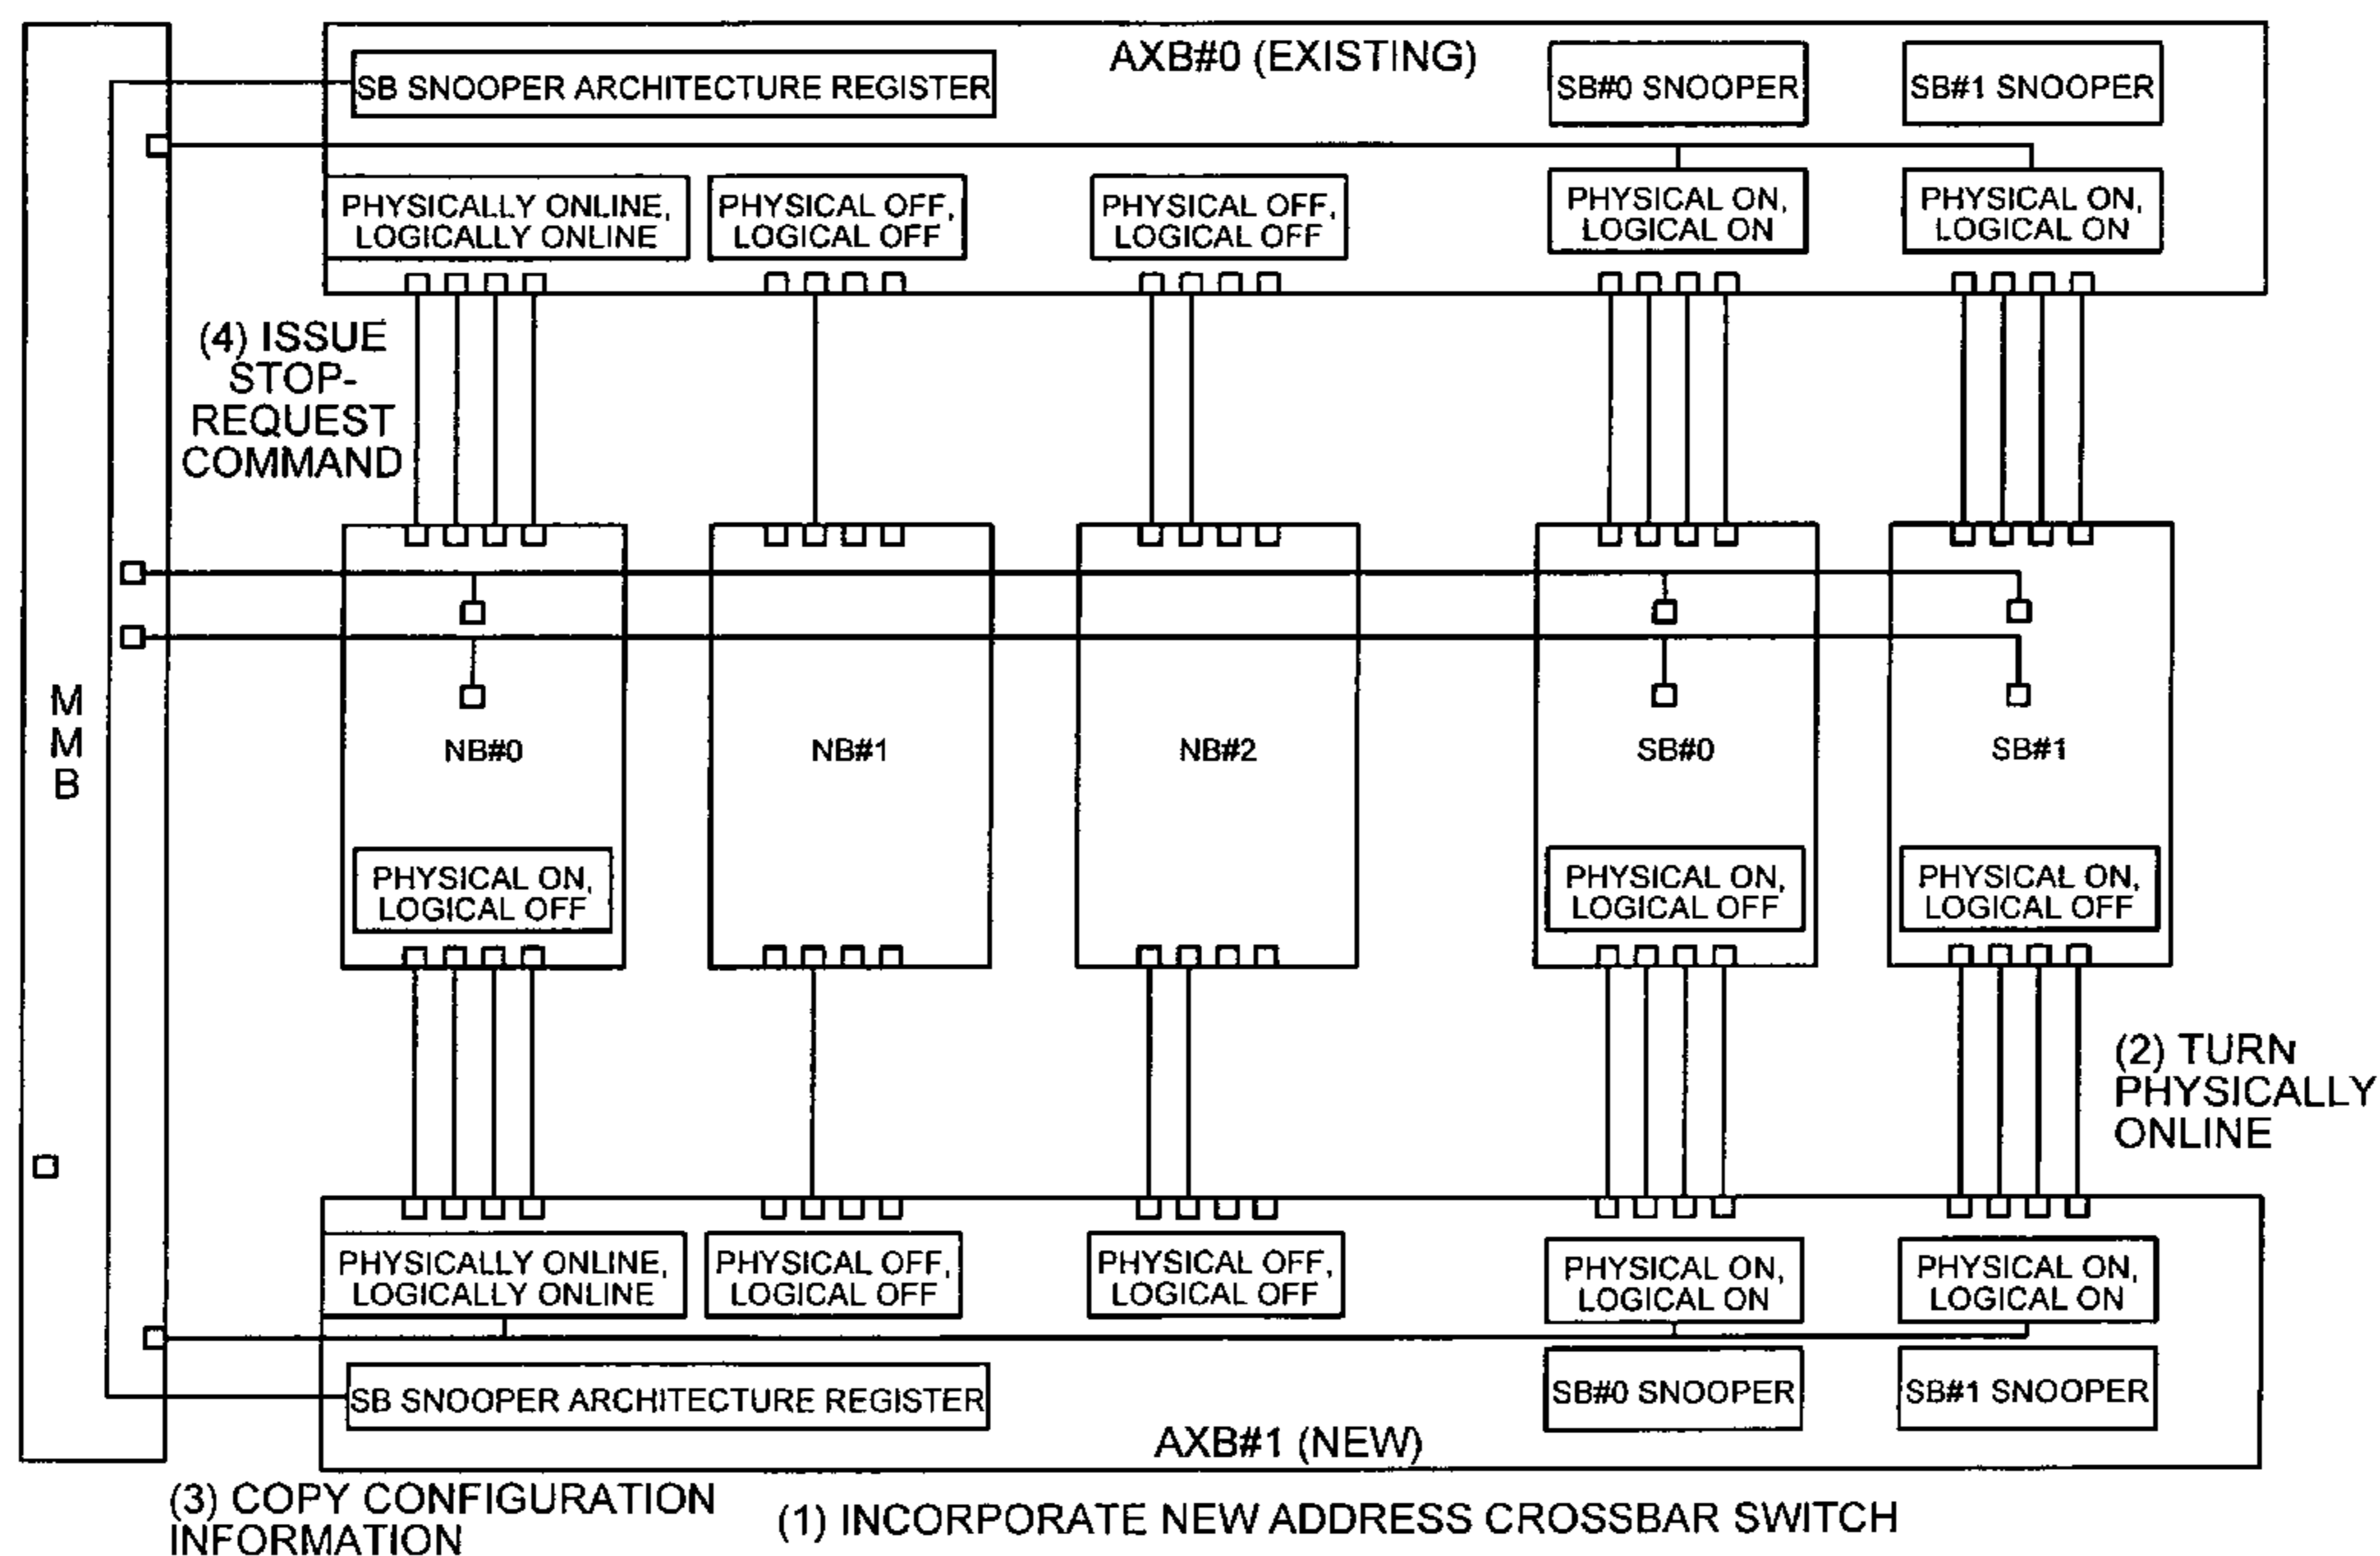 AXB#0 (EXISTING)
SB SNOOPER ARCHITECTURE REGISTER
SB#0 SNOOPER
SB#1 SNOOPER
PHYSICALLY ONLINE,
LOGICALLY ONLINE
PHYSICAL OFF,
LOGICAL OFF
PHYSICAL OFF,
LOGICAL OFF
PHYSICAL ON,
LOGICAL ON
PHYSICAL ON,
LOGICAL ON
(4) ISSUE
STOP-
REQUEST
COMMAND
M
M
B
NB#0
NB#1
NB#2
SB#0
SB#1
PHYSICAL ON,
LOGICAL OFF
PHYSICAL ON,
LOGICAL OFF
PHYSICAL ON,
LOGICAL OFF
(2) TURN
PHYSICALLY
ONLINE
PHYSICALLY ONLINE,
LOGICALLY ONLINE
PHYSICAL OFF,
LOGICAL OFF
PHYSICAL OFF,
LOGICAL OFF
PHYSICAL ON,
LOGICAL ON
PHYSICAL ON,
LOGICAL ON
SB SNOOPER ARCHITECTURE REGISTER
SB#0 SNOOPER
SB#1 SNOOPER
AXB#1 (NEW)
(3) COPY CONFIGURATION
INFORMATION
(1) INCORPORATE NEW ADDRESS CROSSBAR SWITCH